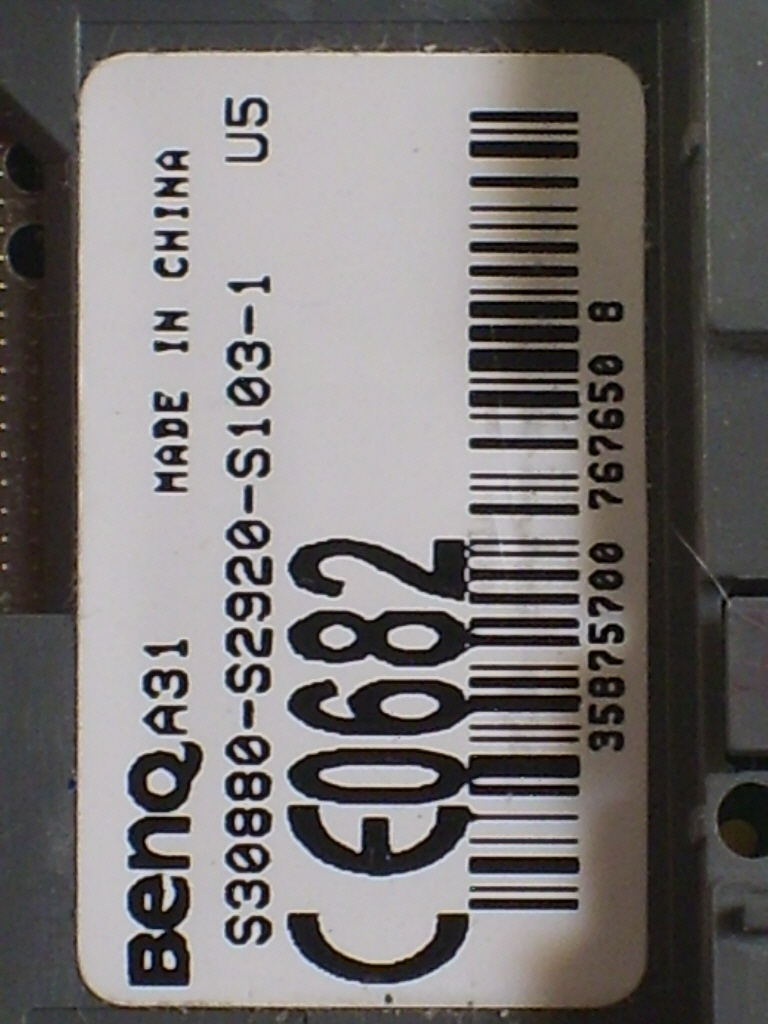 BenQ A31 MADE IN CHINA
S30880-S2920-S103-1 U5
CE0682
35875700 767650 8